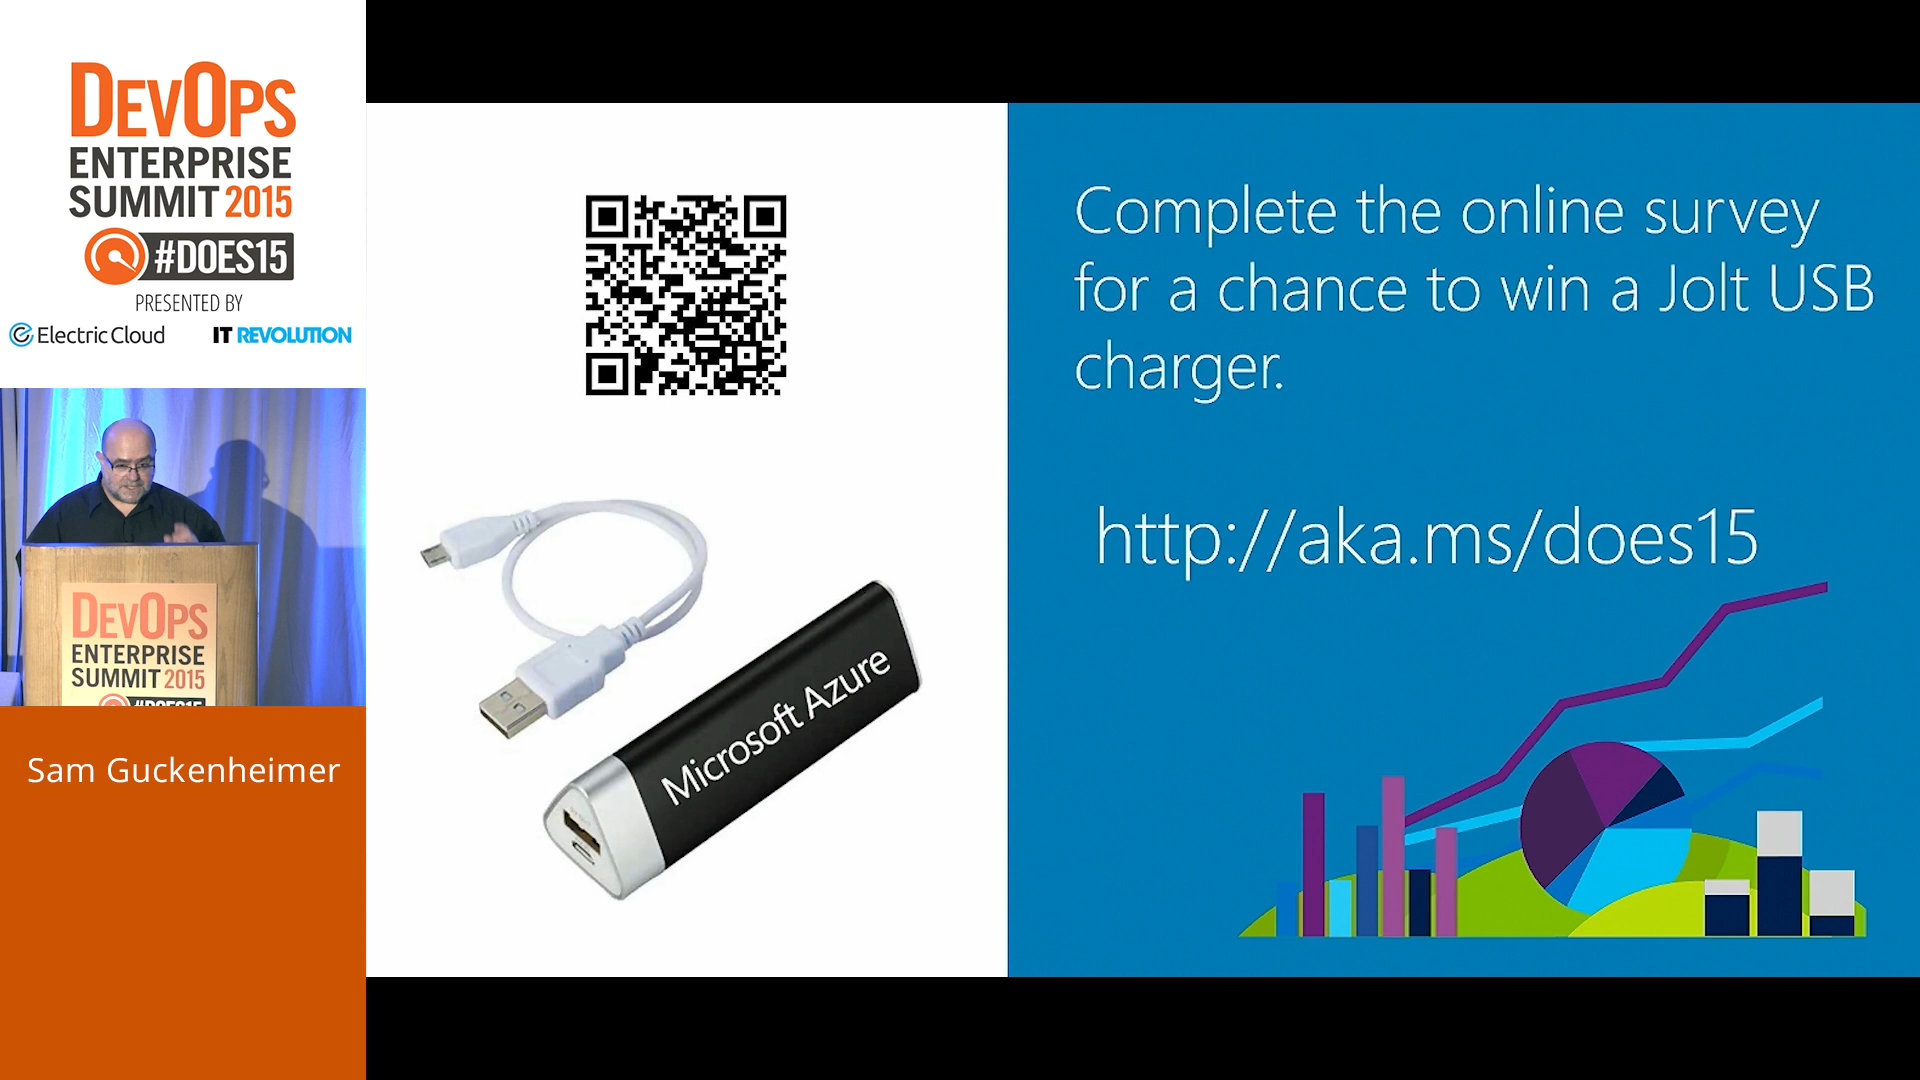 DEVOPS
ENTERPRISE
SUMMIT 2015
#DOES15
PRESENTED BY
Electric Cloud
IT REVOLUTION
DEVOPS
ENTERPRISE
SUMMIT 2015
#DOES15
Sam Guckenheimer
Microsoft Azure
Complete the online survey
for a chance to win a Jolt USB
charger.
http://aka.ms/does15